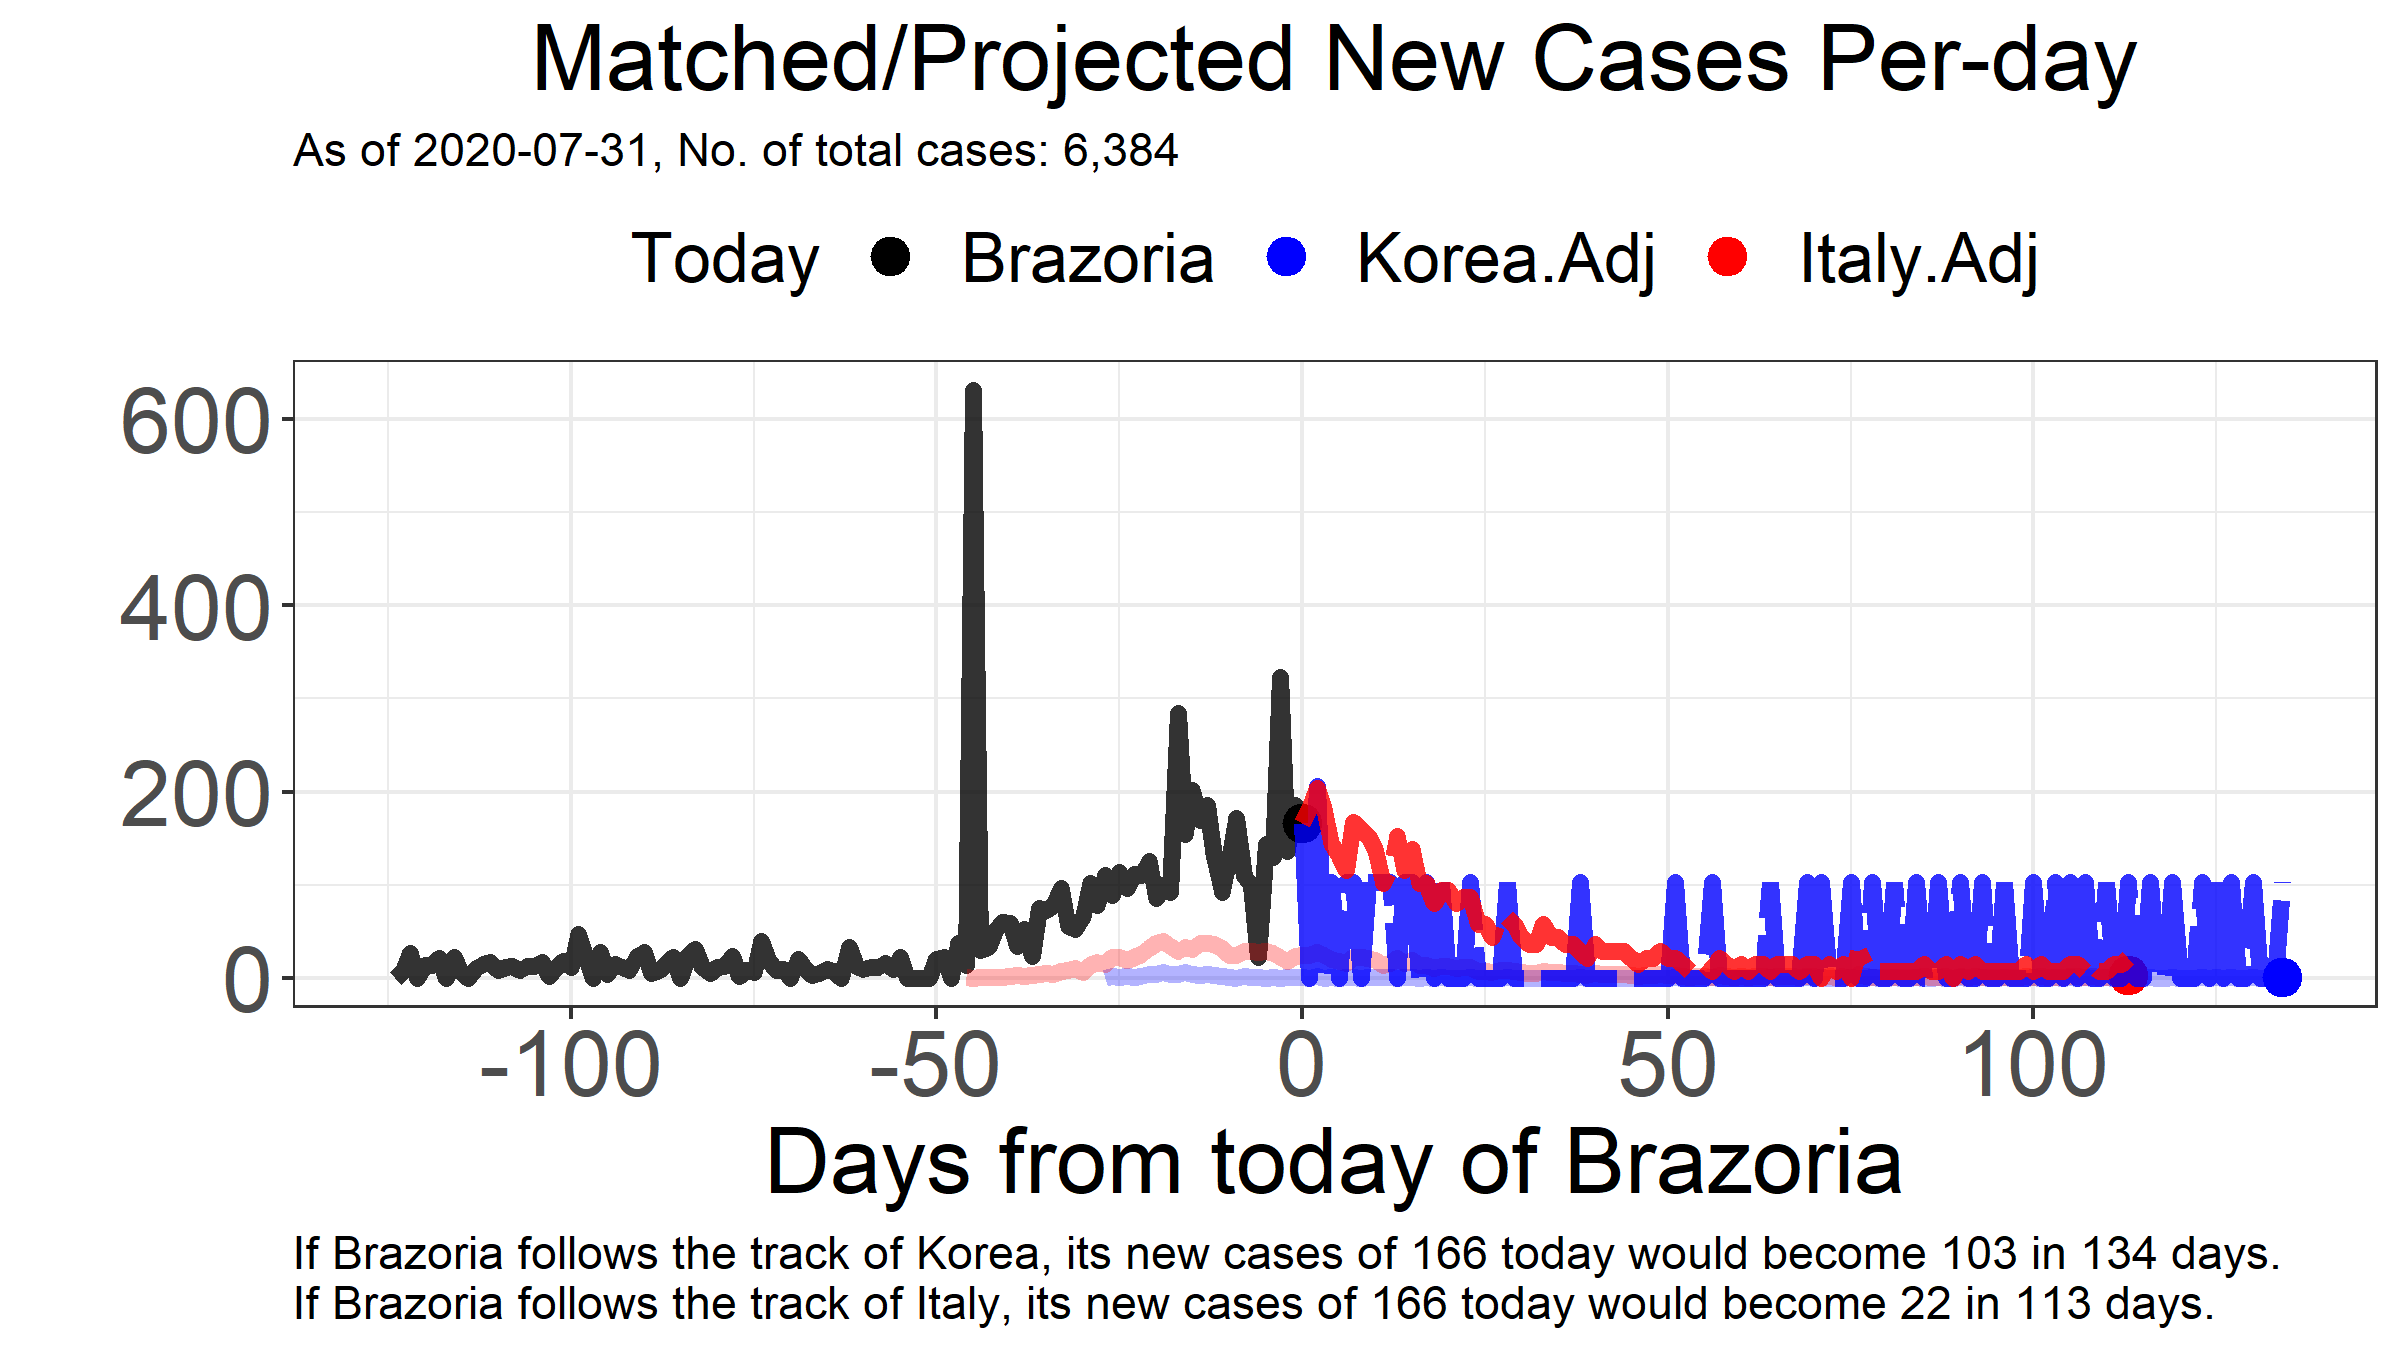 Matched/Projected New Cases Per-day
As of 2020-07-31, No. of total cases: 6,384
Today Brazoria Korea.Adj Italy.Adj
600
400
200
0
-100 -50 0 50 100
Days from today of Brazoria
If Brazoria follows the track of Korea, its new cases of 166 today would become 103 in 134 days.
If Brazoria follows the track of Italy, its new cases of 166 today would become 22 in 113 days.